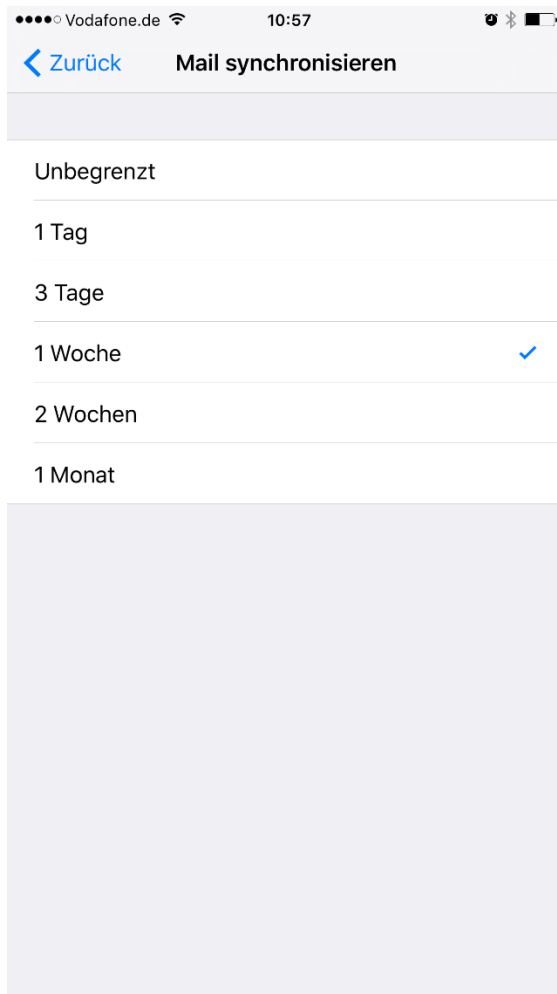 Vodafone.de 10:57
Zurück Mail synchronisieren
Unbegrenzt
1 Tag
3 Tage
1 Woche
2 Wochen
1 Monat